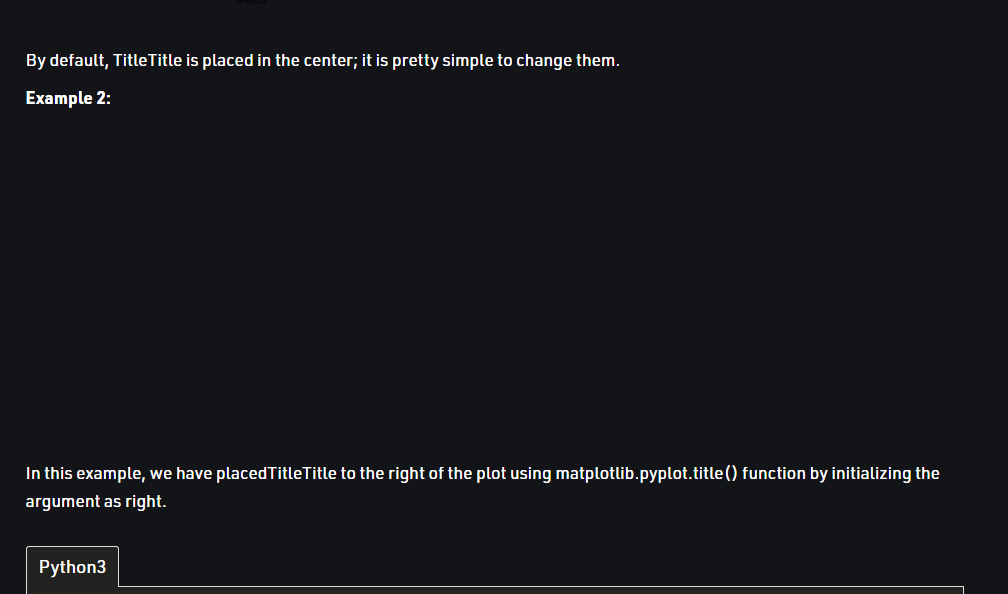 By default, TitleTitle is placed in the center; it is pretty simple to change them.
Example 2:
In this example, we have placedTitleTitle to the right of the plot using matplotlib.pyplot.title() function by initializing the
argument as right.
Python3